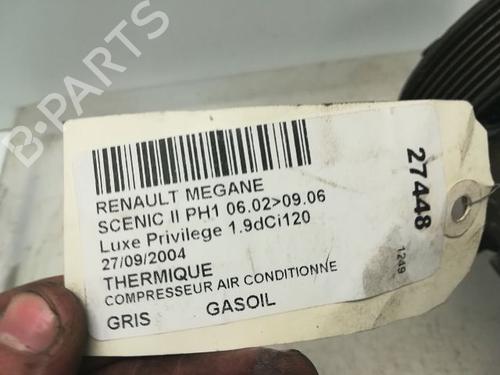 B-PARTS
RENAULT MEGANE
SCENIC II PH1 06.02>09.06
Luxe Privilege 1.9dCi120
27/09/2004
THERMIQUE
COMPRESSEUR AIR CONDITIONNE
GRIS GASOIL
27448
1249